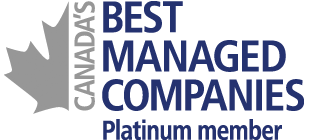 CANADA'S
BEST
MANAGED
COMPANIES
Platinum member